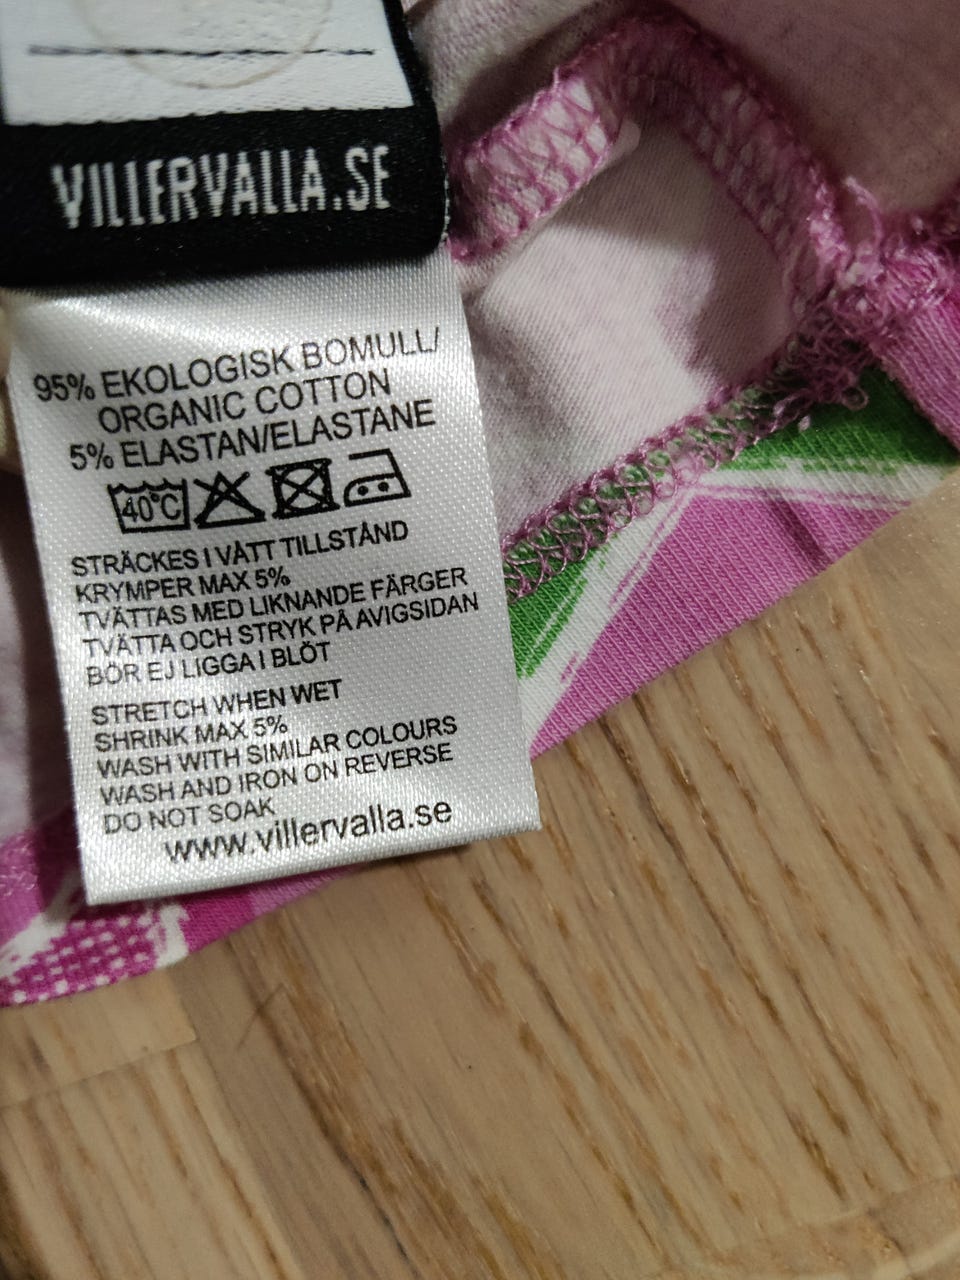 VILLERVALLA.SE
95% EKOLOGISK BOMULL/
ORGANIC COTTON
5% ELASTAN/ELASTANE
40°C
STRÄCKES I VÅTT TILLSTÅND
KRYMPER MAX 5%
TVÄTTAS MED LIKNANDE FÄRGER
TVÄTTA OCH STRYK PÅ AVIGSIDAN
BÖR EJ LIGGA I BLÖT
STRETCH WHEN WET
SHRINK MAX 5%
WASH WITH SIMILAR COLOURS
WASH AND IRON ON REVERSE
DO NOT SOAK
www.villervalla.se